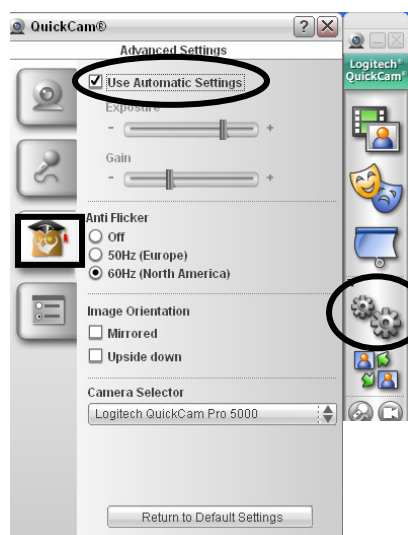 QuickCam®
Advanced Settings
Use Automatic Settings
Exposure
- +
Gain
- +
Anti Flicker
Off
50Hz (Europe)
60Hz (North America)
Image Orientation
Mirrored
Upside down
Camera Selector
Logitech QuickCam Pro 5000
Return to Default Settings
Logitech®
QuickCam®